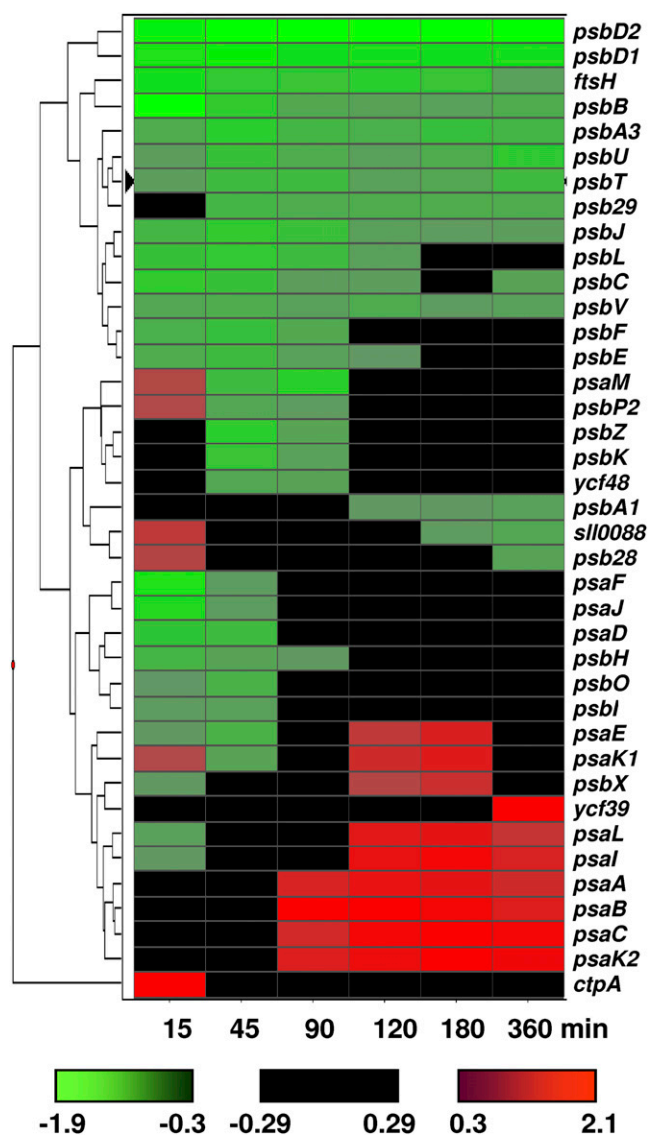 psbD2
psbD1
ftsH
psbB
psbA3
psbU
psbT
psb29
psbJ
psbL
psbC
psbV
psbF
psbE
psaM
psbP2
psbZ
psbK
ycf48
psbA1
sll0088
psb28
psaF
psaJ
psaD
psbH
psbO
psbI
psaE
psaK1
psbX
ycf39
psaL
psaI
psaA
psaB
psaC
psaK2
ctpA
15 45 90 120 180 360 min
-1.9 -0.3 -0.29 0.29 0.3 2.1